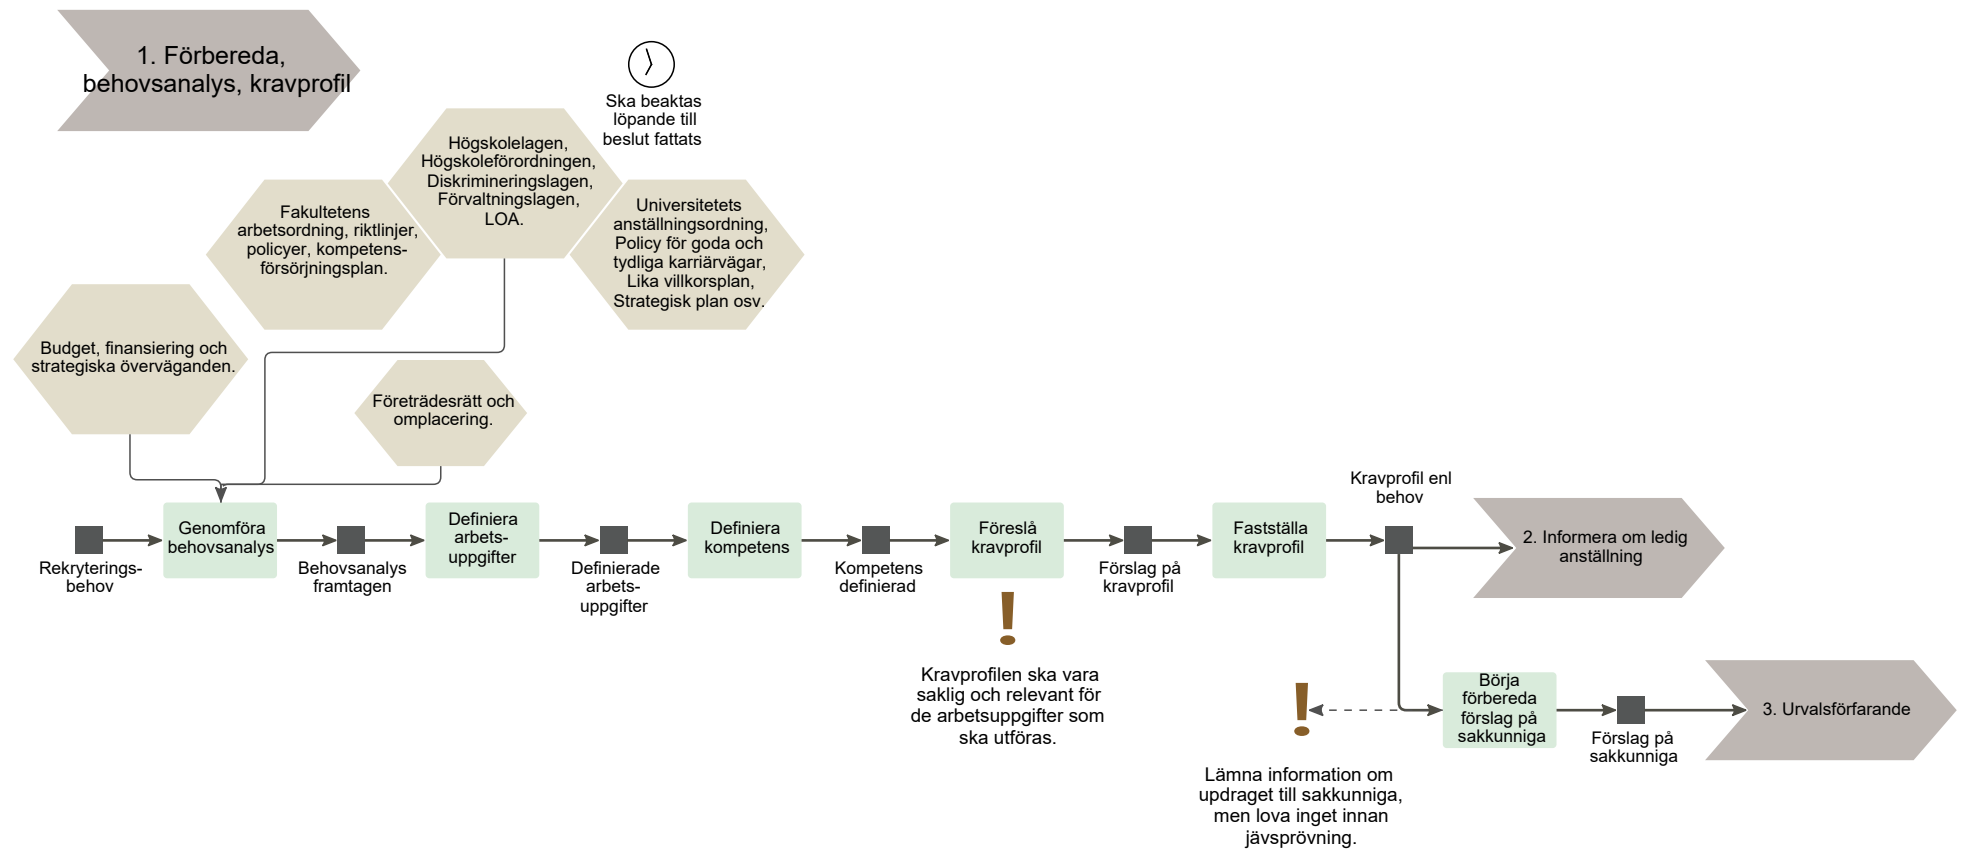 1. Förbereda,
behovsanalys, kravprofil
Ska beaktas
löpande till
beslut fattats
Högskolelagen,
Högskoleförordningen,
Diskrimineringslagen,
Förvaltningslagen,
LOA.
Fakultetens
arbetsordning, riktlinjer,
policyer, kompetens-
försörjningsplan.
Universitetets
anställningsordning,
Policy för goda och
tydliga karriärvägar,
Lika villkorsplan,
Strategisk plan osv.
Budget, finansiering och
strategiska överväganden.
Företrädesrätt och
omplacering.
Rekryterings-
behov
Genomföra
behovsanalys
Behovsanalys
framtagen
Definiera
arbets-
uppgifter
Definierade
arbets-
uppgifter
Definiera
kompetens
Kompetens
definierad
Föreslå
kravprofil
Kravprofilen ska vara
saklig och relevant för
de arbetsuppgifter som
ska utföras.
Förslag på
kravprofil
Fastställa
kravprofil
Kravprofil enl
behov
2. Informera om ledig
anställning
Lämna information om
updraget till sakkunniga,
men lova inget innan
jävsprövning.
Börja
förbereda
förslag på
sakkunniga
Förslag på
sakkunniga
3. Urvalsförfarande